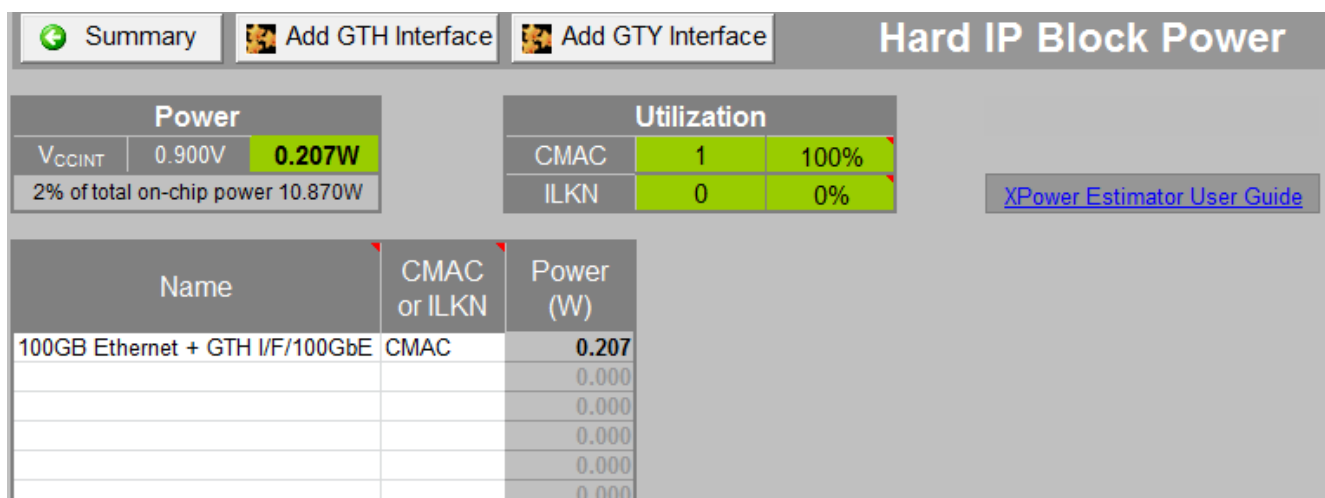 Summary Add GTH Interface Add GTY Interface Hard IP Block Power
Power
VCCINT 0.900V 0.207W
2% of total on-chip power 10.870W
Utilization
CMAC 1 100%
ILKN 0 0%
XPower Estimator User Guide
Name CMAC or ILKN Power (W)
100GB Ethernet + GTH I/F/100GbE CMAC 0.207
0.000
0.000
0.000
0.000
0.000